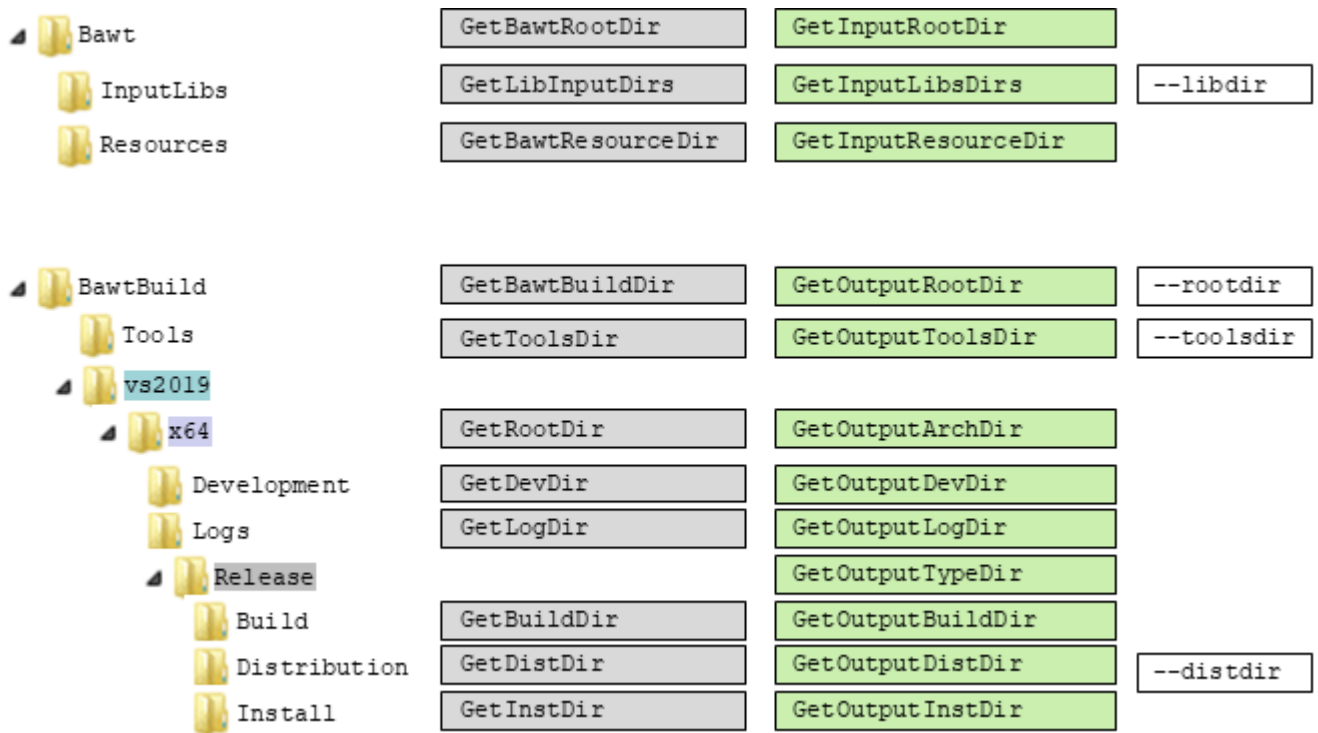 Bawt GetBawtRootDir GetInputRootDir
InputLibs GetLibInputDirs GetInputLibsDirs --libdir
Resources GetBawtResourceDir GetInputResourceDir
BawtBuild GetBawtBuildDir GetOutputRootDir --rootdir
Tools GetToolsDir GetOutputToolsDir --toolsdir
vs2019
x64 GetRootDir GetOutputArchDir
Development GetDevDir GetOutputDevDir
Logs GetLogDir GetOutputLogDir
Release GetOutputTypeDir
Build GetBuildDir GetOutputBuildDir
Distribution GetDistDir GetOutputDistDir --distdir
Install GetInstDir GetOutputInstDir